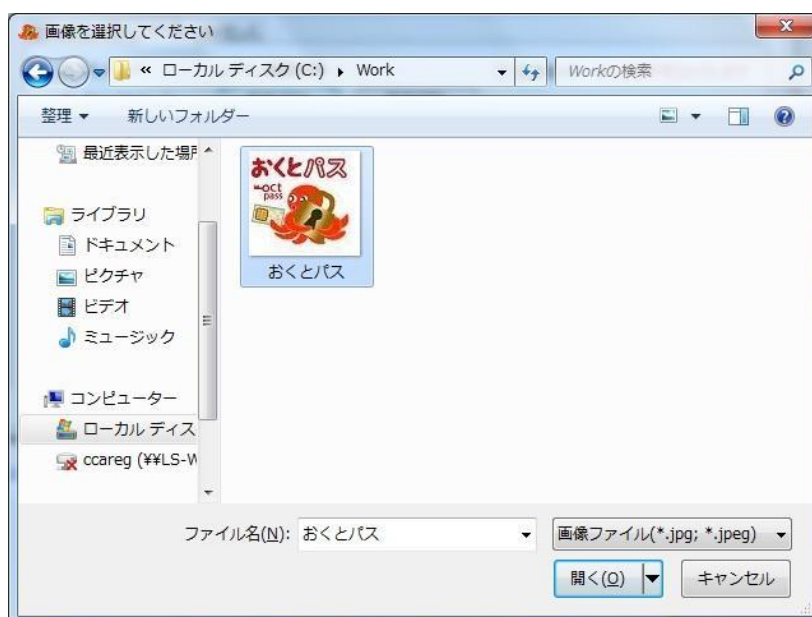 画像を選択してください
« ローカル ディスク (C:) ▸ Work
Workの検索
整理 ▼ 新しいフォルダー
最近表示した場所
ライブラリ
ドキュメント
ピクチャ
ビデオ
ミュージック
コンピューター
ローカル ディス
ccareg (¥¥LS-W
おくとパス
OCT
pass
おくとパス
ファイル名(N): おくとパス
画像ファイル(*.jpg; *.jpeg)
開く(O)
キャンセル